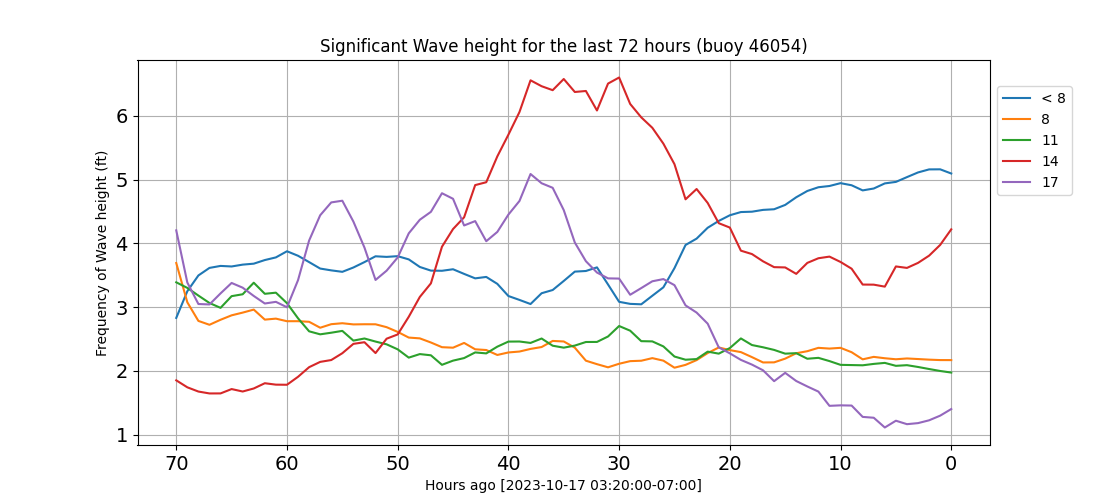 Significant Wave height for the last 72 hours (buoy 46054)
Frequency of Wave height (ft)
6
5
4
3
2
1
70 60 50 40 30 20 10 0
Hours ago [2023-10-17 03:20:00-07:00]
< 8
8
11
14
17